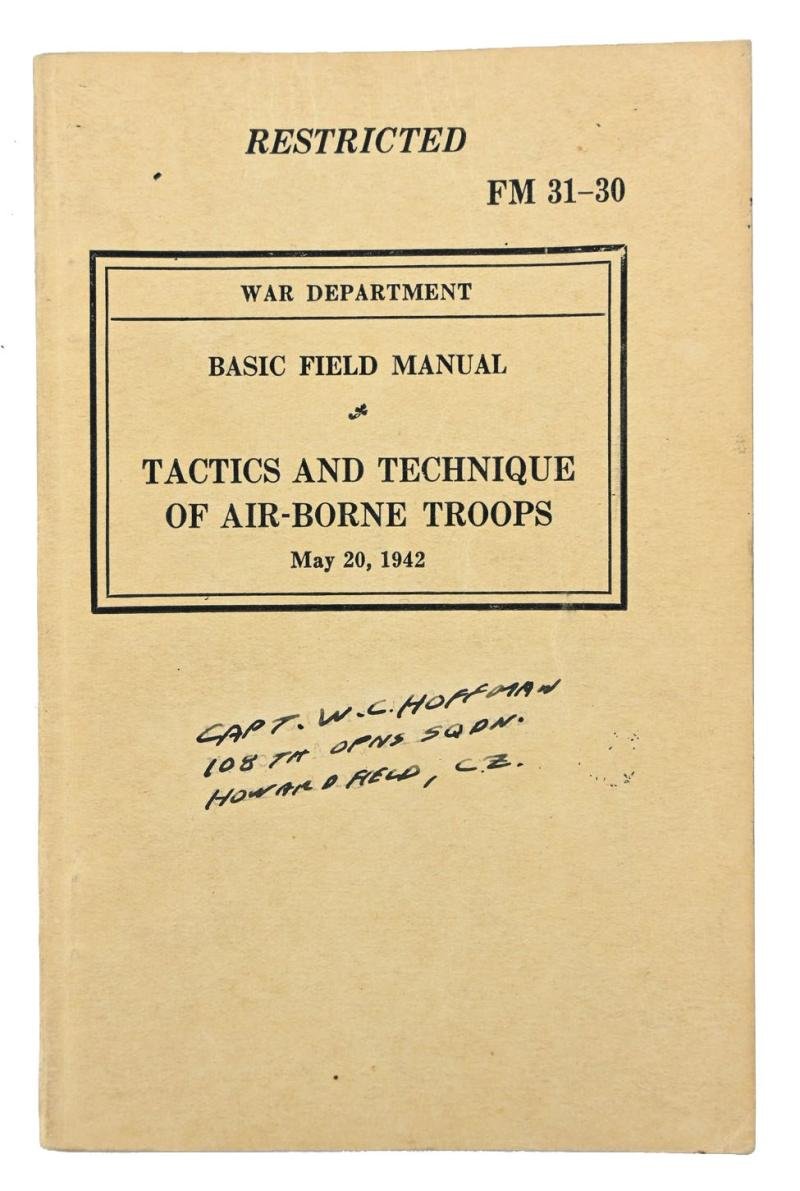 RESTRICTED
FM 31–30
WAR DEPARTMENT
BASIC FIELD MANUAL
TACTICS AND TECHNIQUE
OF AIR-BORNE TROOPS
May 20, 1942
CAPT. W.C. HOFFMAN
108 TH OPNS SQDN.
HOWARD FIELD, C.Z.